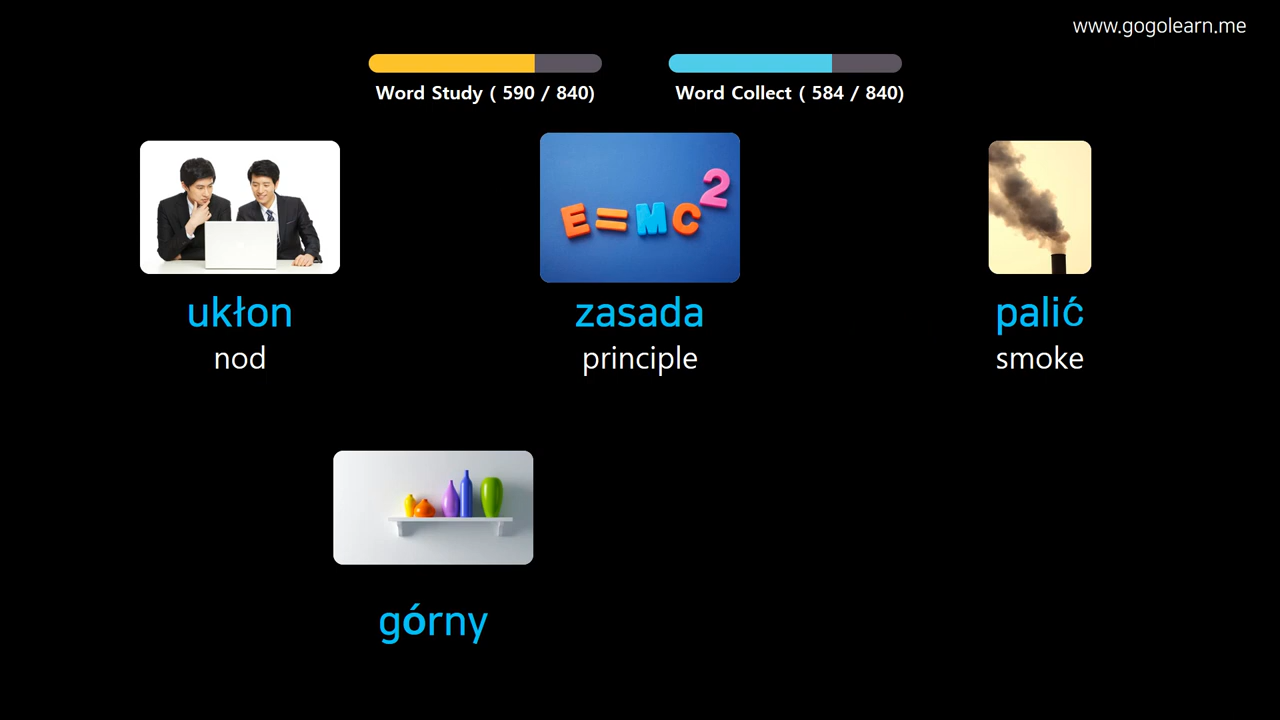 www.gogolearn.me
Word Study ( 590 / 840)
Word Collect ( 584 / 840)
E=MC2
ukłon
zasada
palić
nod
principle
smoke
górny